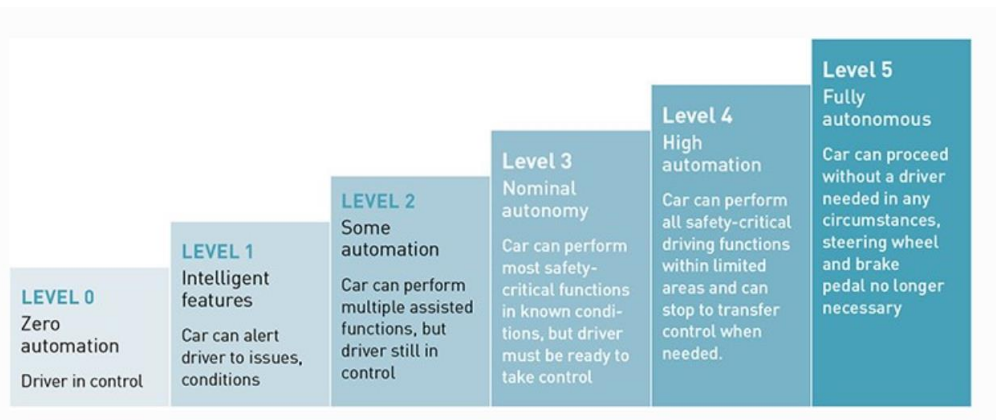 LEVEL 0
Zero
automation
Driver in control
LEVEL 1
Intelligent
features
Car can alert
driver to issues,
conditions
LEVEL 2
Some
automation
Car can perform
multiple assisted
functions, but
driver still in
control
Level 3
Nominal
autonomy
Car can perform
most safety-
critical functions
in known condi-
tions, but driver
must be ready to
take control
Level 4
High
automation
Car can perform
all safety-critical
driving functions
within limited
areas and can
stop to transfer
control when
needed.
Level 5
Fully
autonomous
Car can proceed
without a driver
needed in any
circumstances,
steering wheel
and brake
pedal no longer
necessary